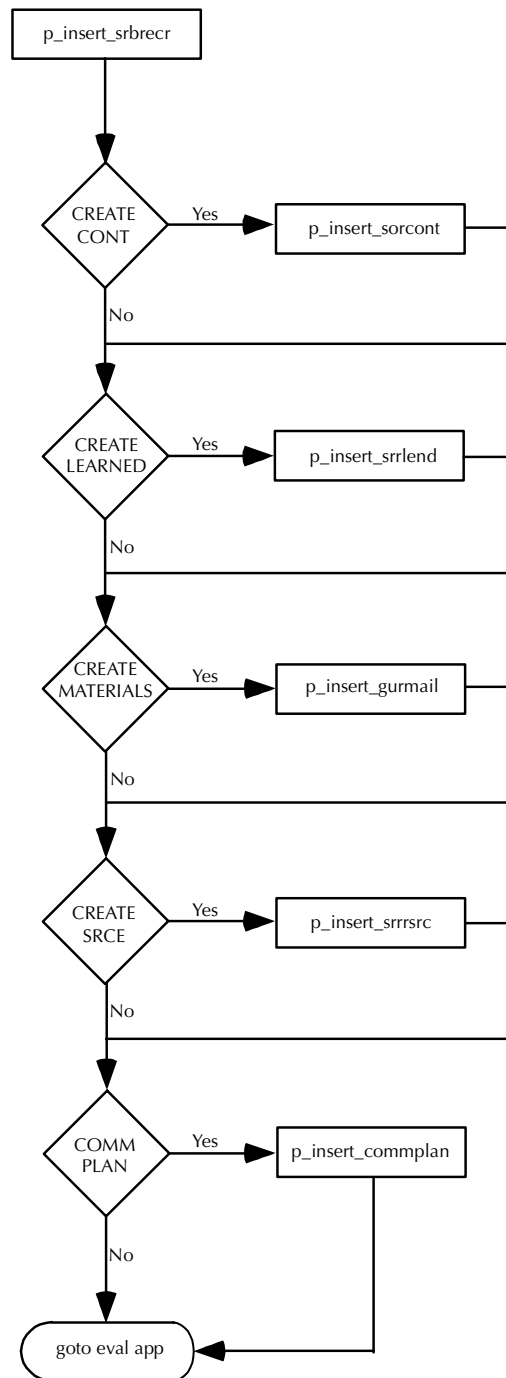 p_insert_srbrecr
CREATE
CONT
Yes
p_insert_sorcont
No
CREATE
LEARNED
Yes
p_insert_srrlend
No
CREATE
MATERIALS
Yes
p_insert_gurmail
No
CREATE
SRCE
Yes
p_insert_srrrsrc
No
COMM
PLAN
Yes
p_insert_commplan
No
goto eval app